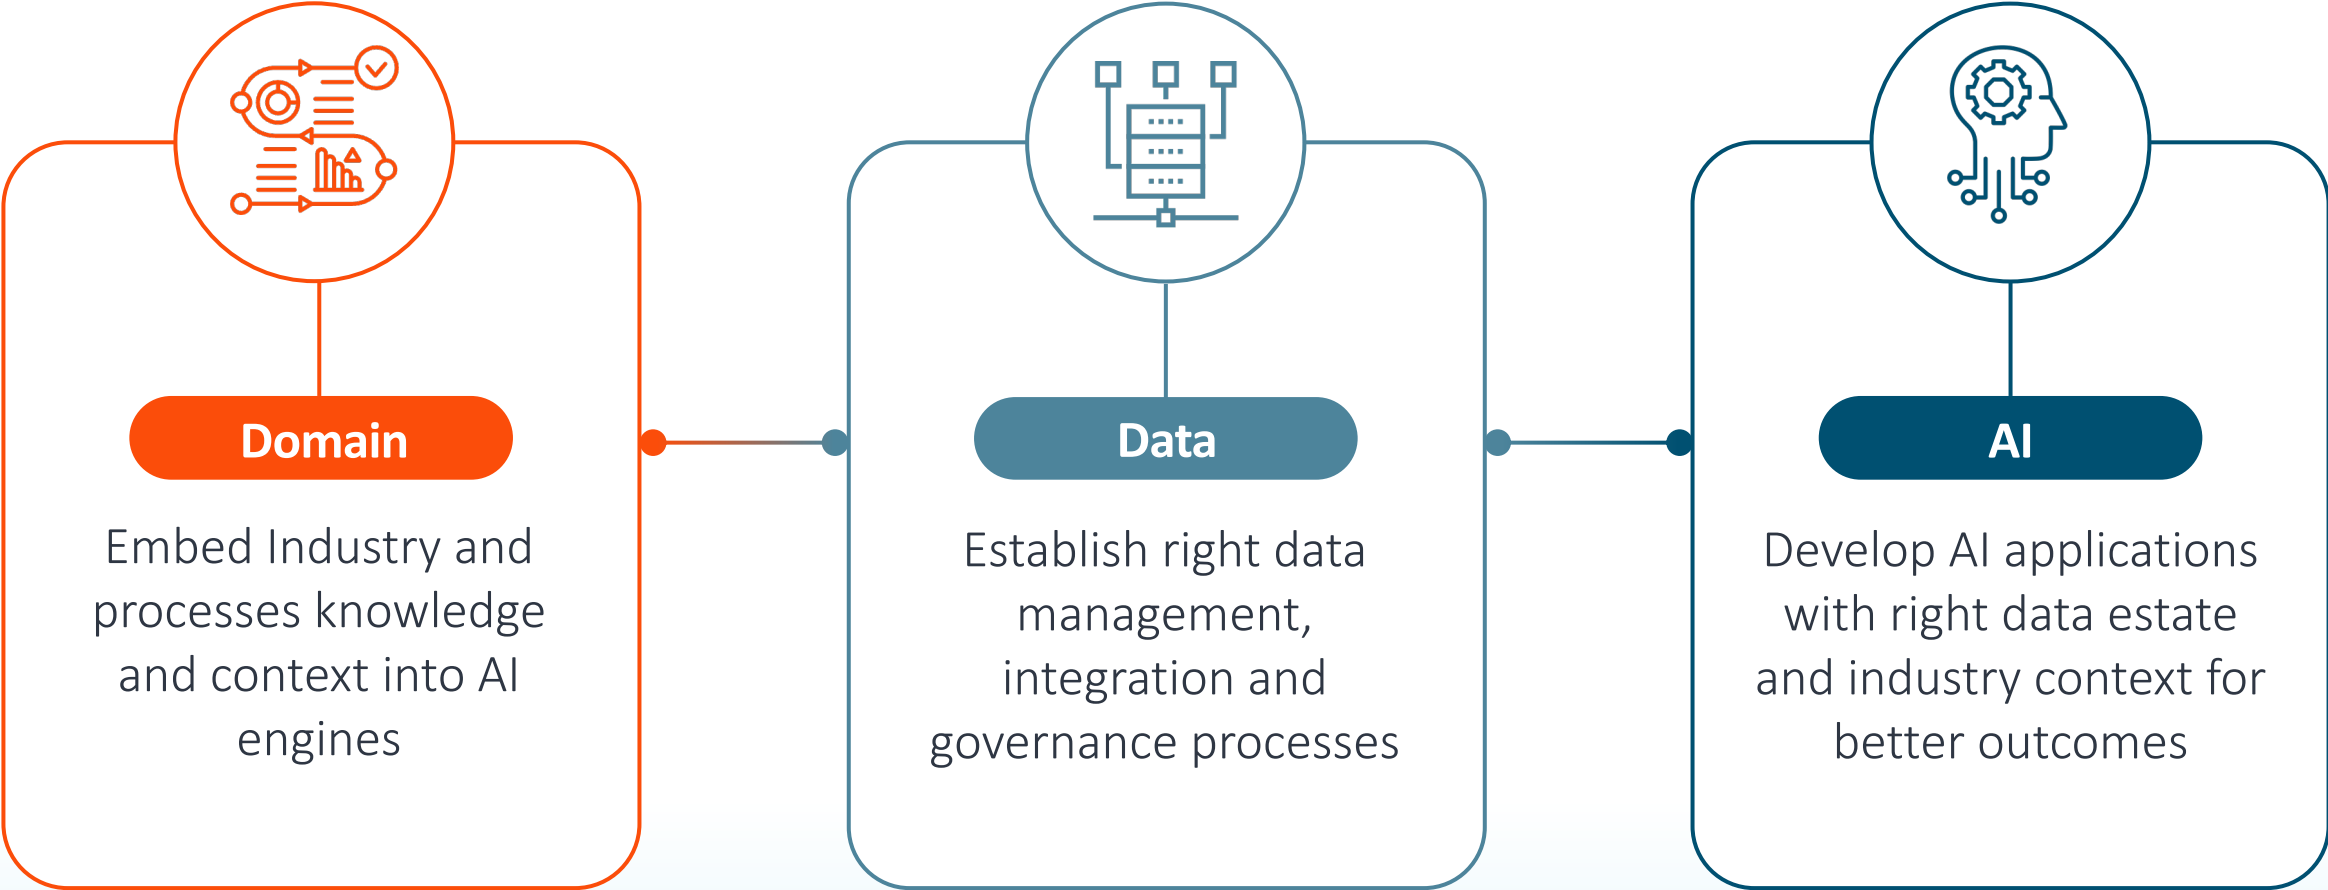 Domain
Embed Industry and
processes knowledge
and context into AI
engines
Data
Establish right data
management,
integration and
governance processes
AI
Develop AI applications
with right data estate
and industry context for
better outcomes